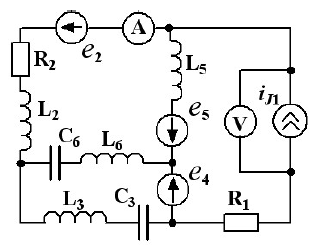 R2 e2 A L5
L2 e5 V iJ1
C6 L6 e4
L3 C3 R1